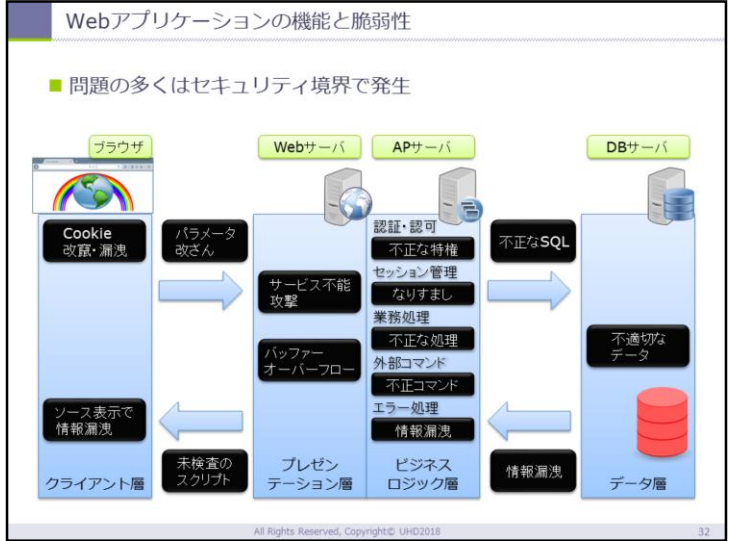 Webアプリケーションの機能と脆弱性
問題の多くはセキュリティ境界で発生
ブラウザ
Webサーバ
APサーバ
DBサーバ
Cookie
改竄・漏洩
パラメータ
改ざん
サービス不能
攻撃
バッファー
オーバーフロー
認証・認可
不正な特権
セッション管理
なりすまし
業務処理
不正な処理
外部コマンド
不正コマンド
エラー処理
情報漏洩
不正なSQL
不適切な
データ
ソース表示で
情報漏洩
未検査の
スクリプト
情報漏洩
クライアント層
プレゼン
テーション層
ビジネス
ロジック層
データ層
All Rights Reserved, Copyright© UHD2018
32